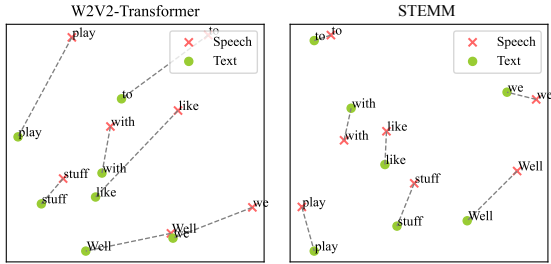 W2V2-Transformer
STEMM
play
to
Speech
Text
to
like
with
play
with
stuff
like
stuff
we
Well
we
Well
to
to
Speech
Text
we
we
with
with
like
like
Well
stuff
play
stuff
Well
play